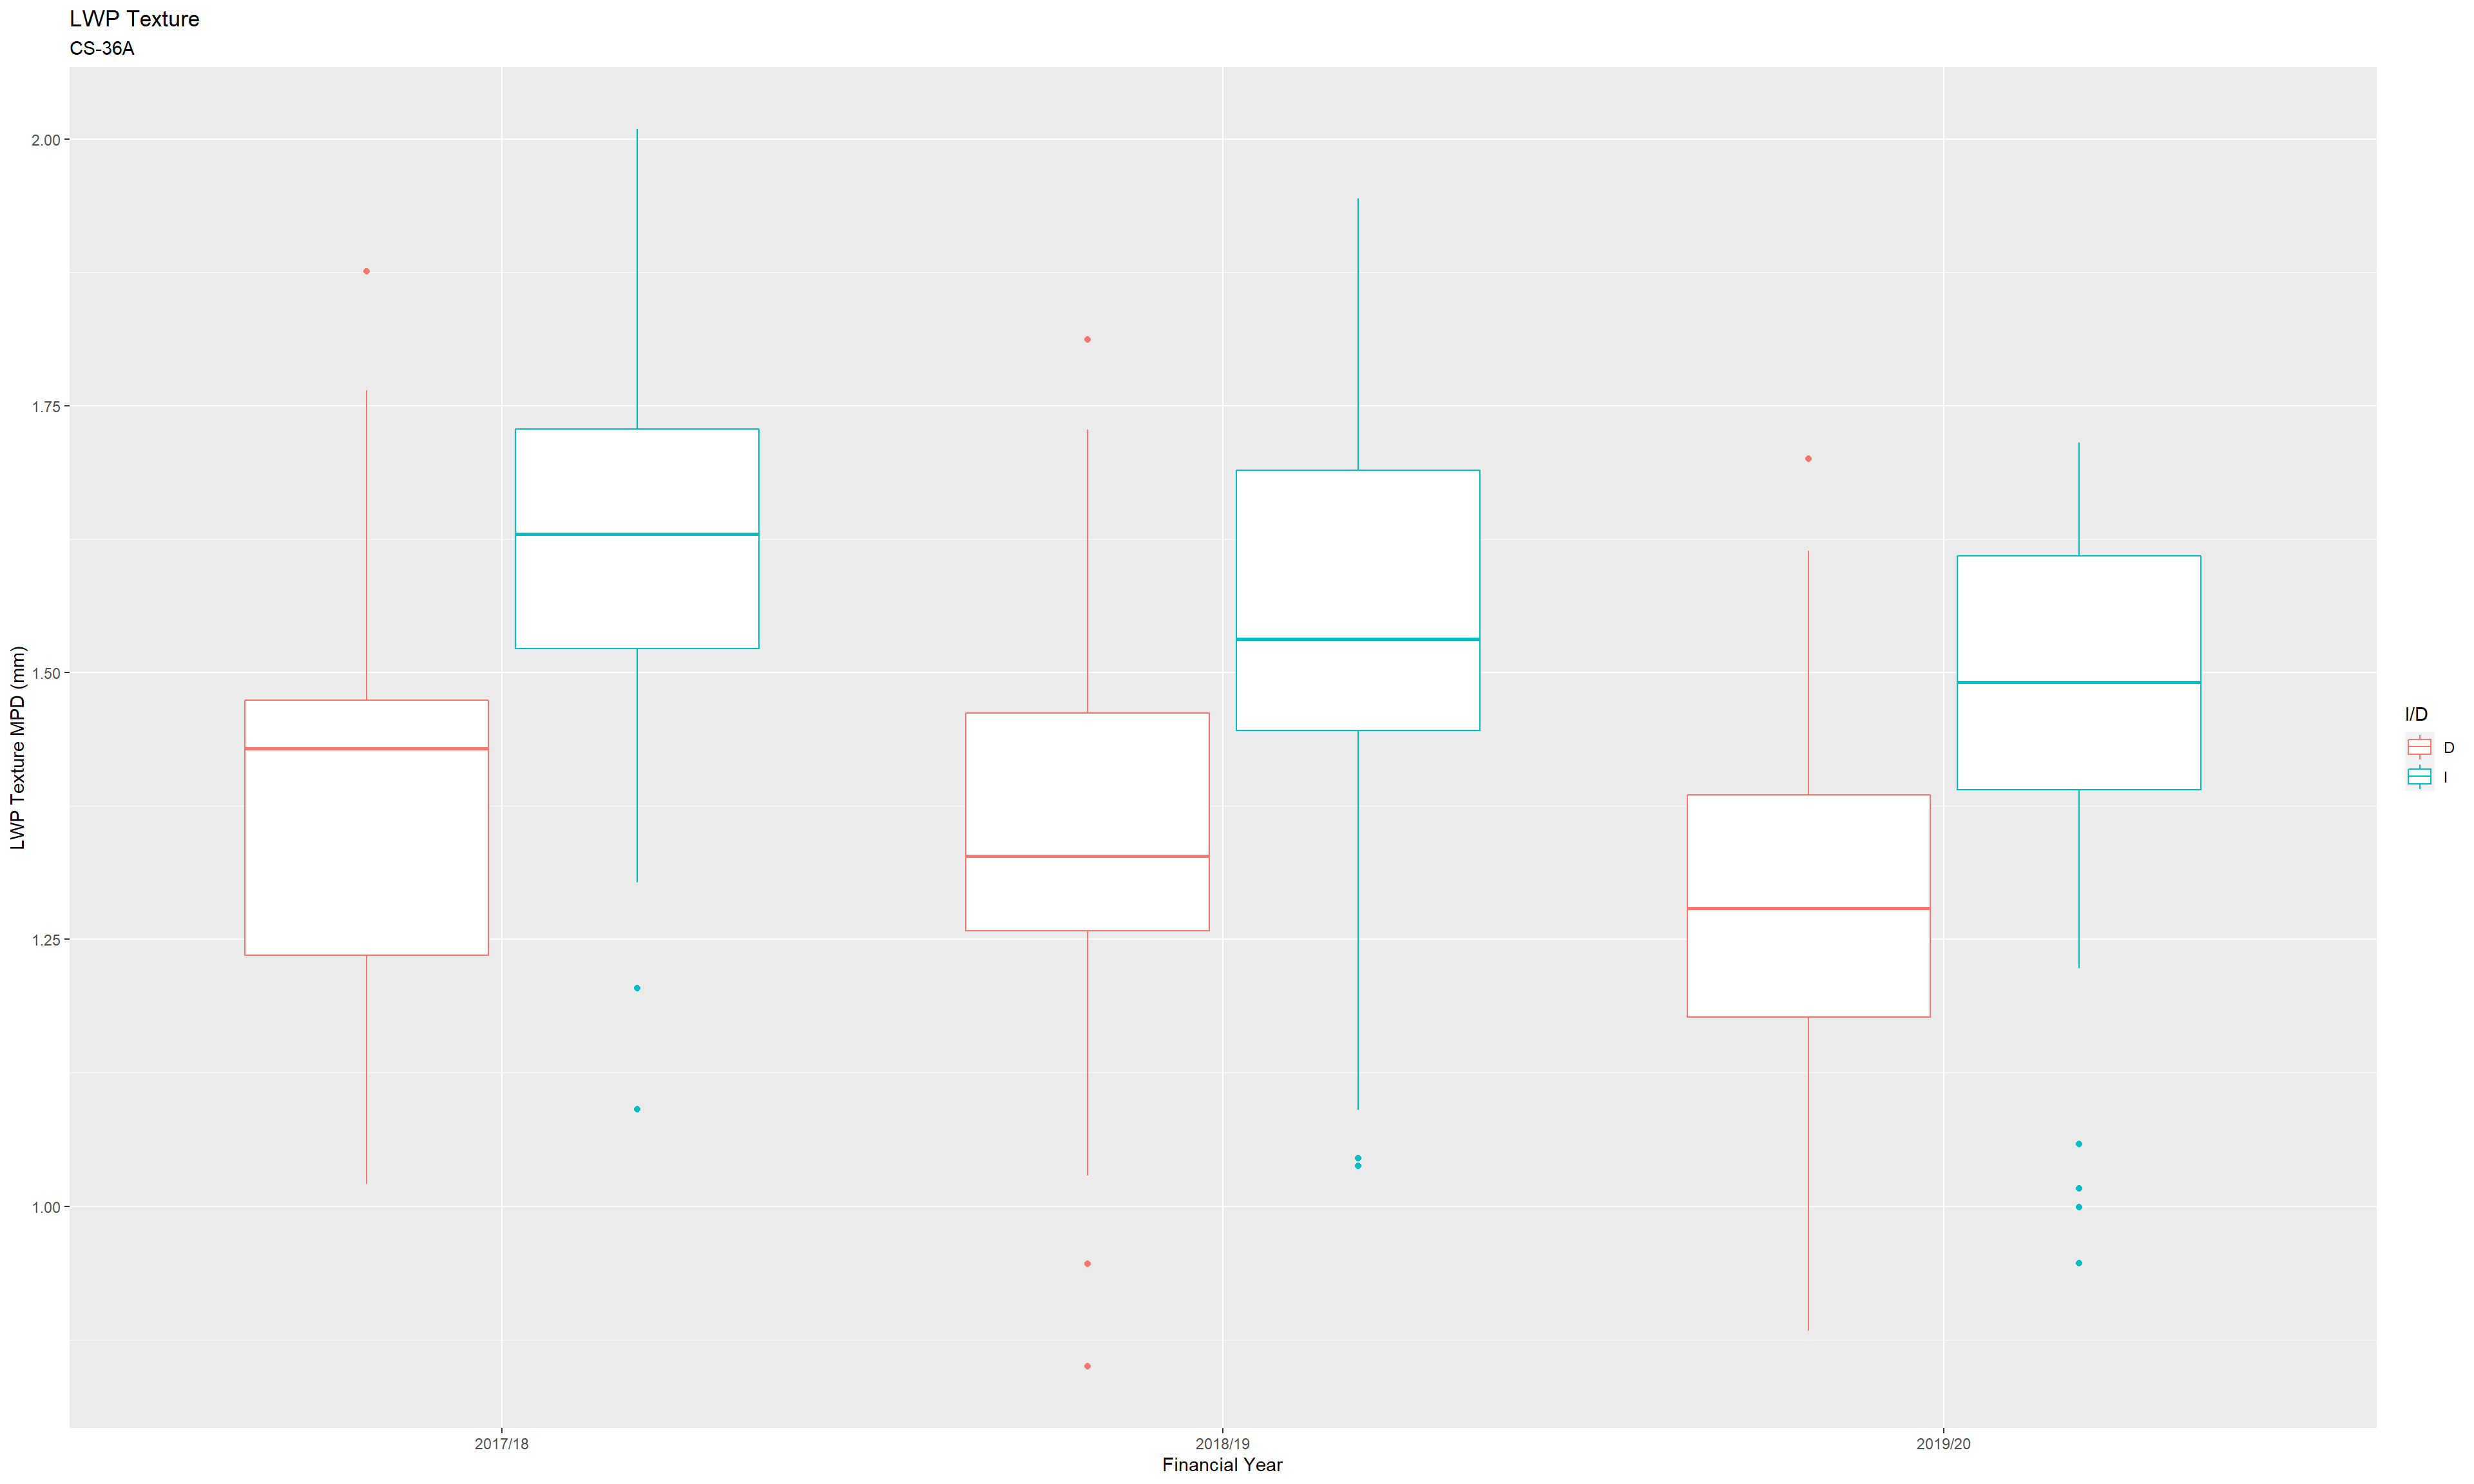 LWP Texture
CS-36A
LWP Texture MPD (mm)
2.00
1.75
1.50
1.25
1.00
2017/18
2018/19
2019/20
Financial Year
I/D
D
I